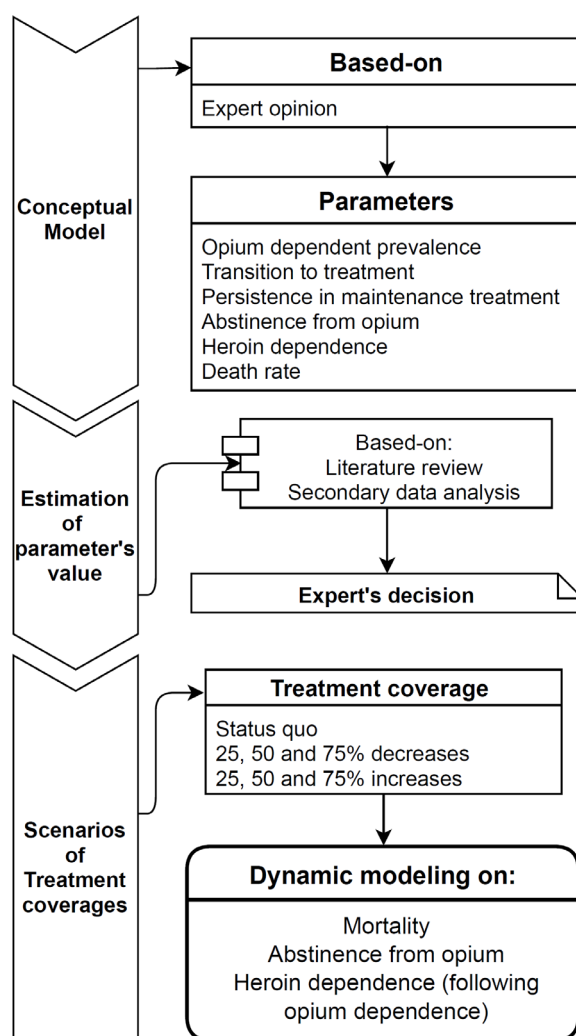 Conceptual
Model
Based-on
Expert opinion
Parameters
Opium dependent prevalence
Transition to treatment
Persistence in maintenance treatment
Abstinence from opium
Heroin dependence
Death rate
Estimation
of
parameter's
value
Based-on:
Literature review
Secondary data analysis
Expert's decision
Scenarios
of
Treatment
coverages
Treatment coverage
Status quo
25, 50 and 75% decreases
25, 50 and 75% increases
Dynamic modeling on:
Mortality
Abstinence from opium
Heroin dependence (following
opium dependence)